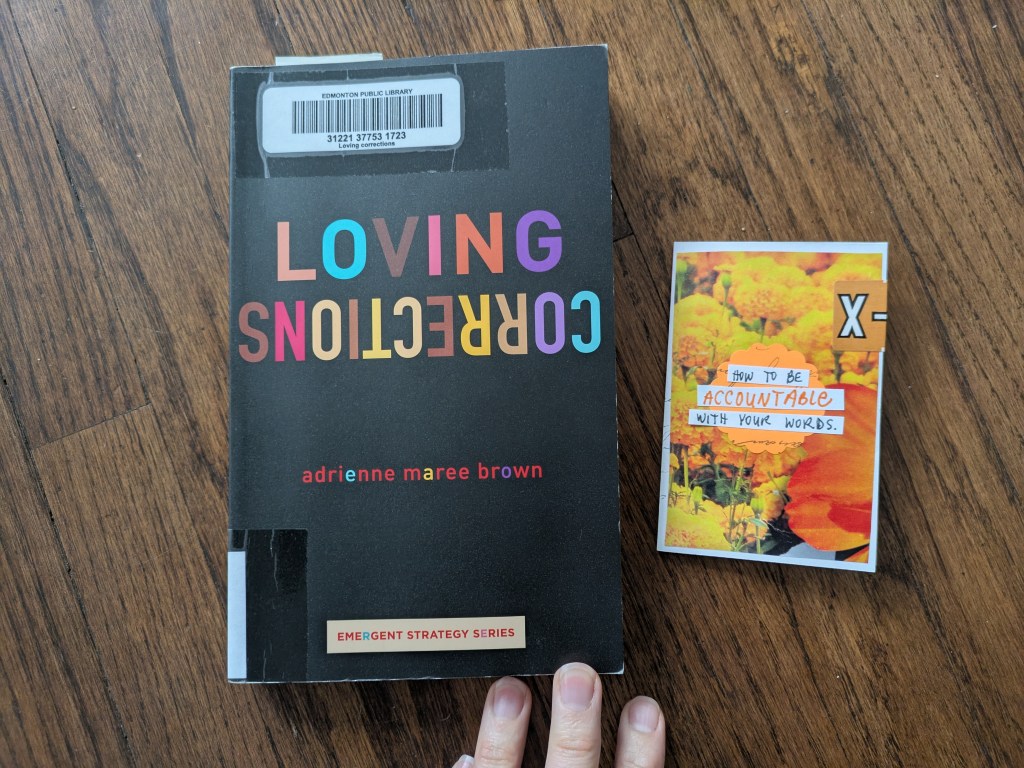 EDMONTON PUBLIC LIBRARY
31221 37753 1723
Loving corrections
LOVING
CORRECTIONS
adrienne maree brown
EMERGENT STRATEGY SERIES
X-
HOW TO BE
ACCOUNTABLE
WITH YOUR WORDS.